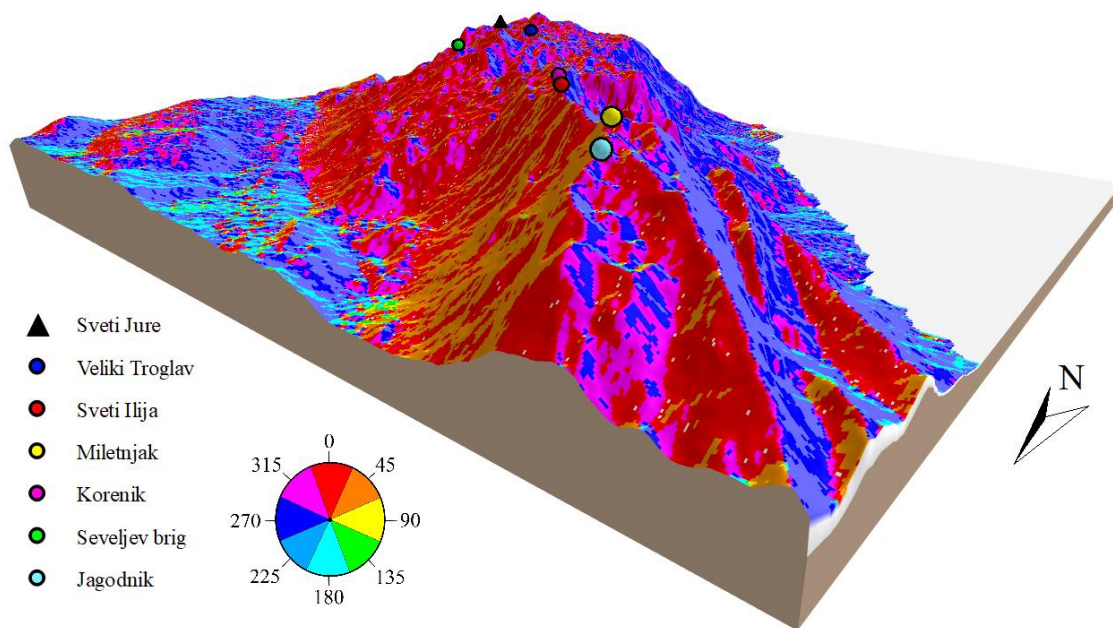 Sveti Jure
Veliki Troglav
Sveti Ilija
Miletnjak
Korenik
Seveljev brig
Jagodnik
0
315
45
270
90
225
135
180
N